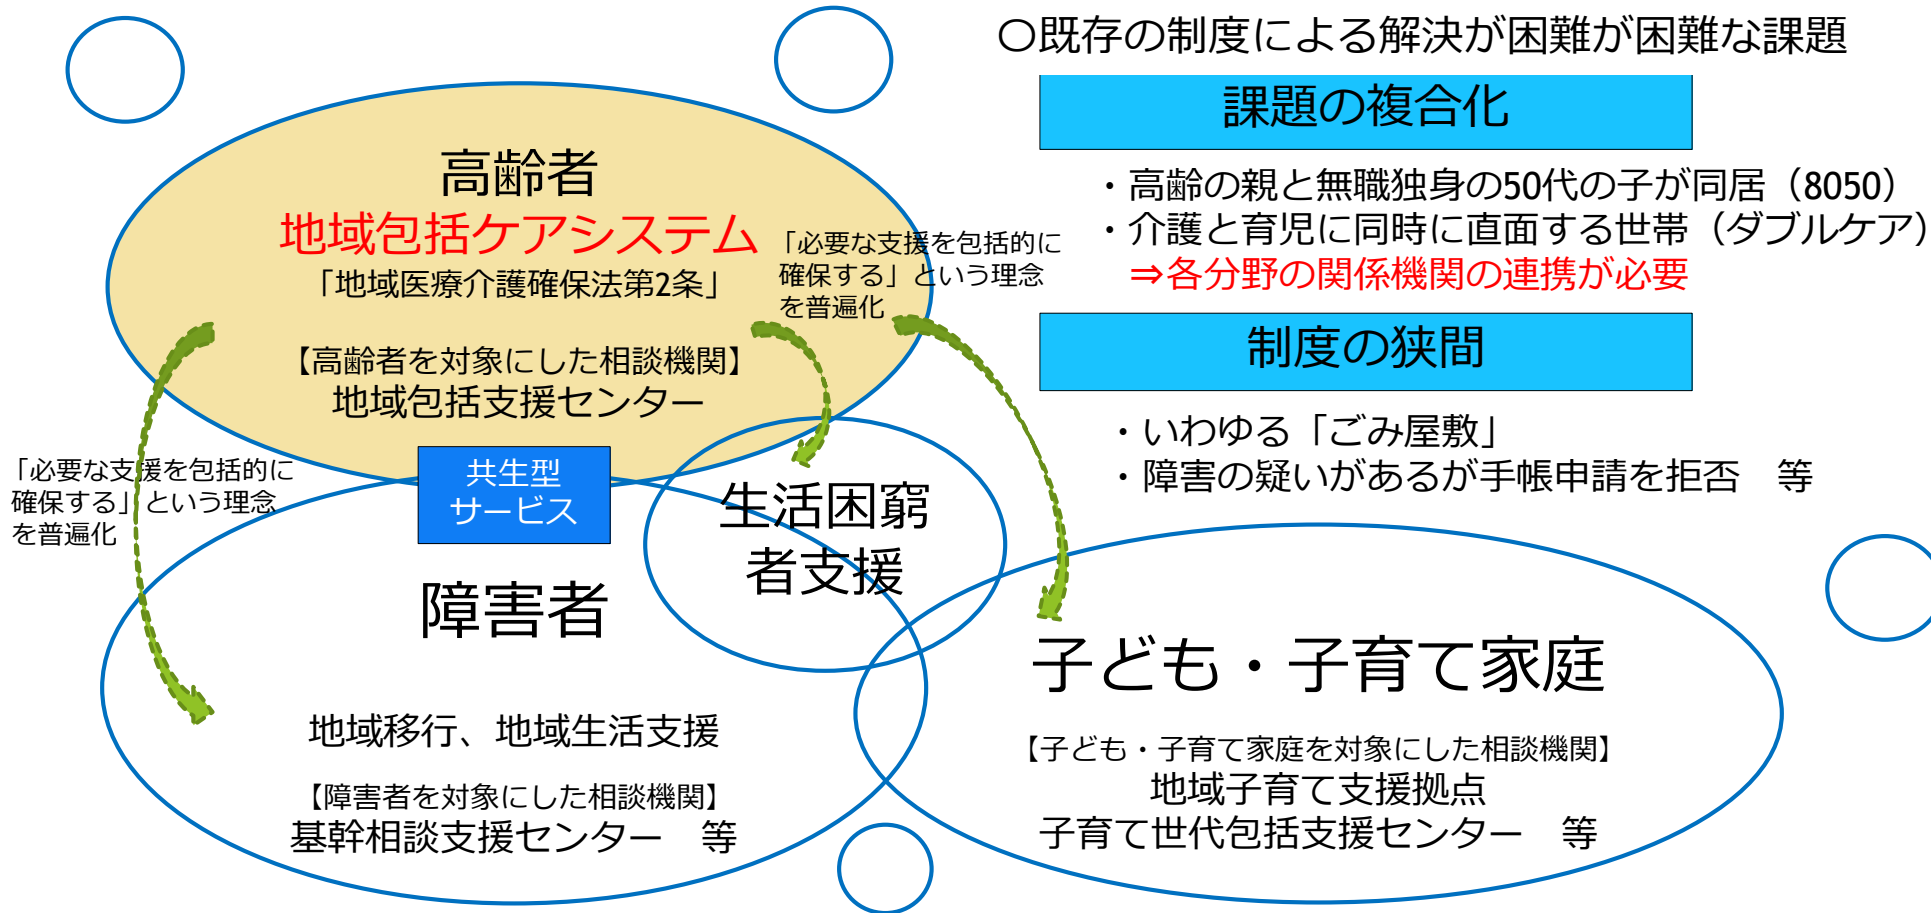 〇既存の制度による解決が困難が困難な課題
課題の複合化
・高齢の親と無職独身の50代の子が同居（8050）
・介護と育児に同時に直面する世帯（ダブルケア）
⇒各分野の関係機関の連携が必要
制度の狭間
・いわゆる「ごみ屋敷」
・障害の疑いがあるが手帳申請を拒否　等
高齢者
地域包括ケアシステム
「地域医療介護確保法第2条」
【高齢者を対象にした相談機関】
地域包括支援センター
「必要な支援を包括的に
確保する」という理念
を普遍化
「必要な支援を包括的に
確保する」という理念
を普遍化
共生型
サービス
生活困窮
者支援
障害者
地域移行、地域生活支援
【障害者を対象にした相談機関】
基幹相談支援センター　等
子ども・子育て家庭
【子ども・子育て家庭を対象にした相談機関】
地域子育て支援拠点
子育て世代包括支援センター　等